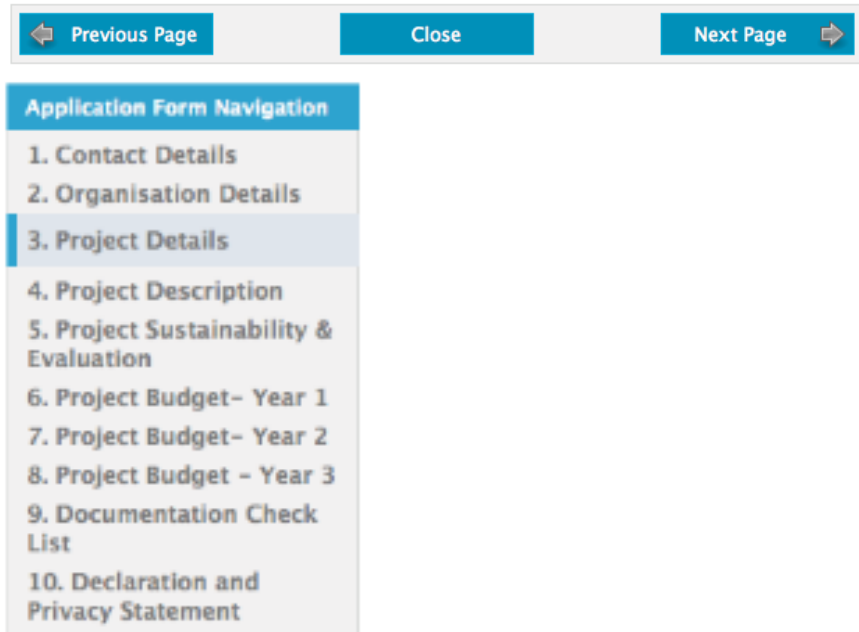 Previous Page
Close
Next Page
Application Form Navigation
1. Contact Details
2. Organisation Details
3. Project Details
4. Project Description
5. Project Sustainability &
Evaluation
6. Project Budget– Year 1
7. Project Budget– Year 2
8. Project Budget – Year 3
9. Documentation Check
List
10. Declaration and
Privacy Statement